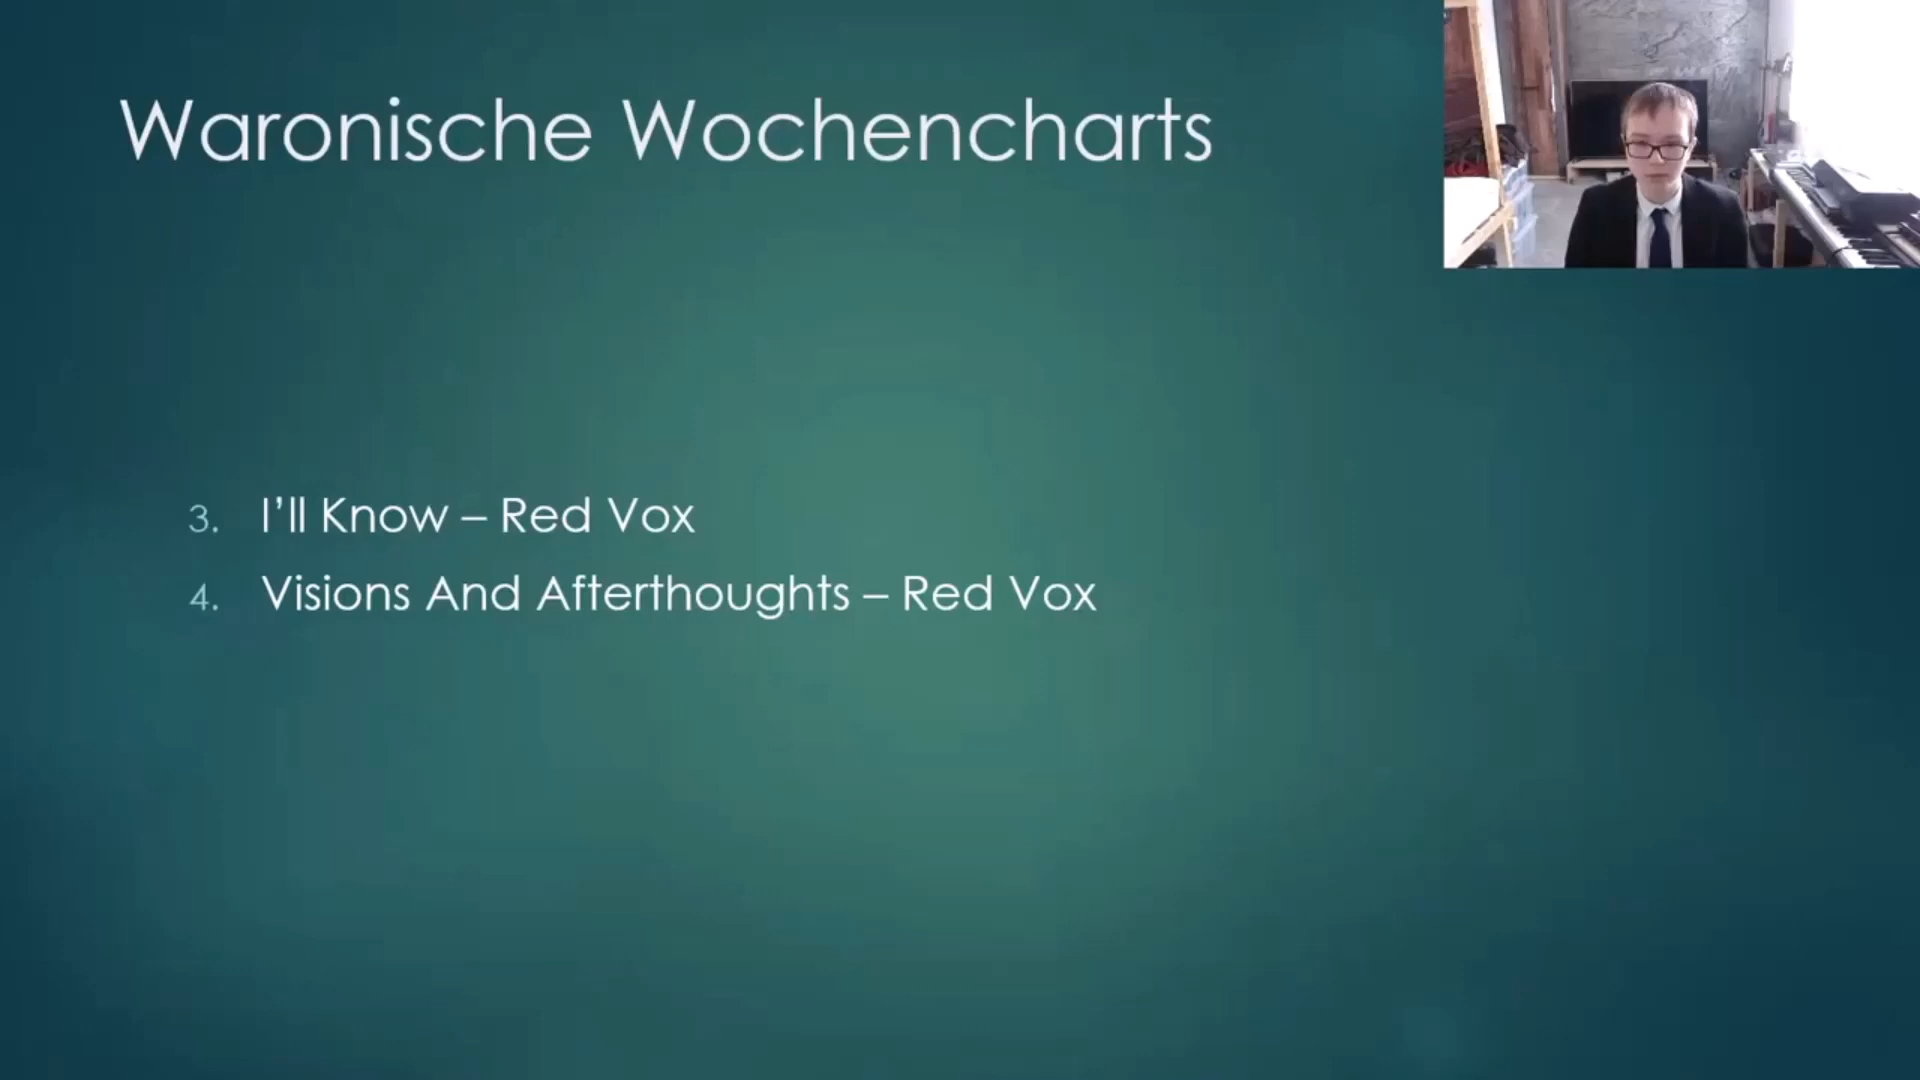 Waronische Wochencharts
3. I’ll Know – Red Vox
4. Visions And Afterthoughts – Red Vox